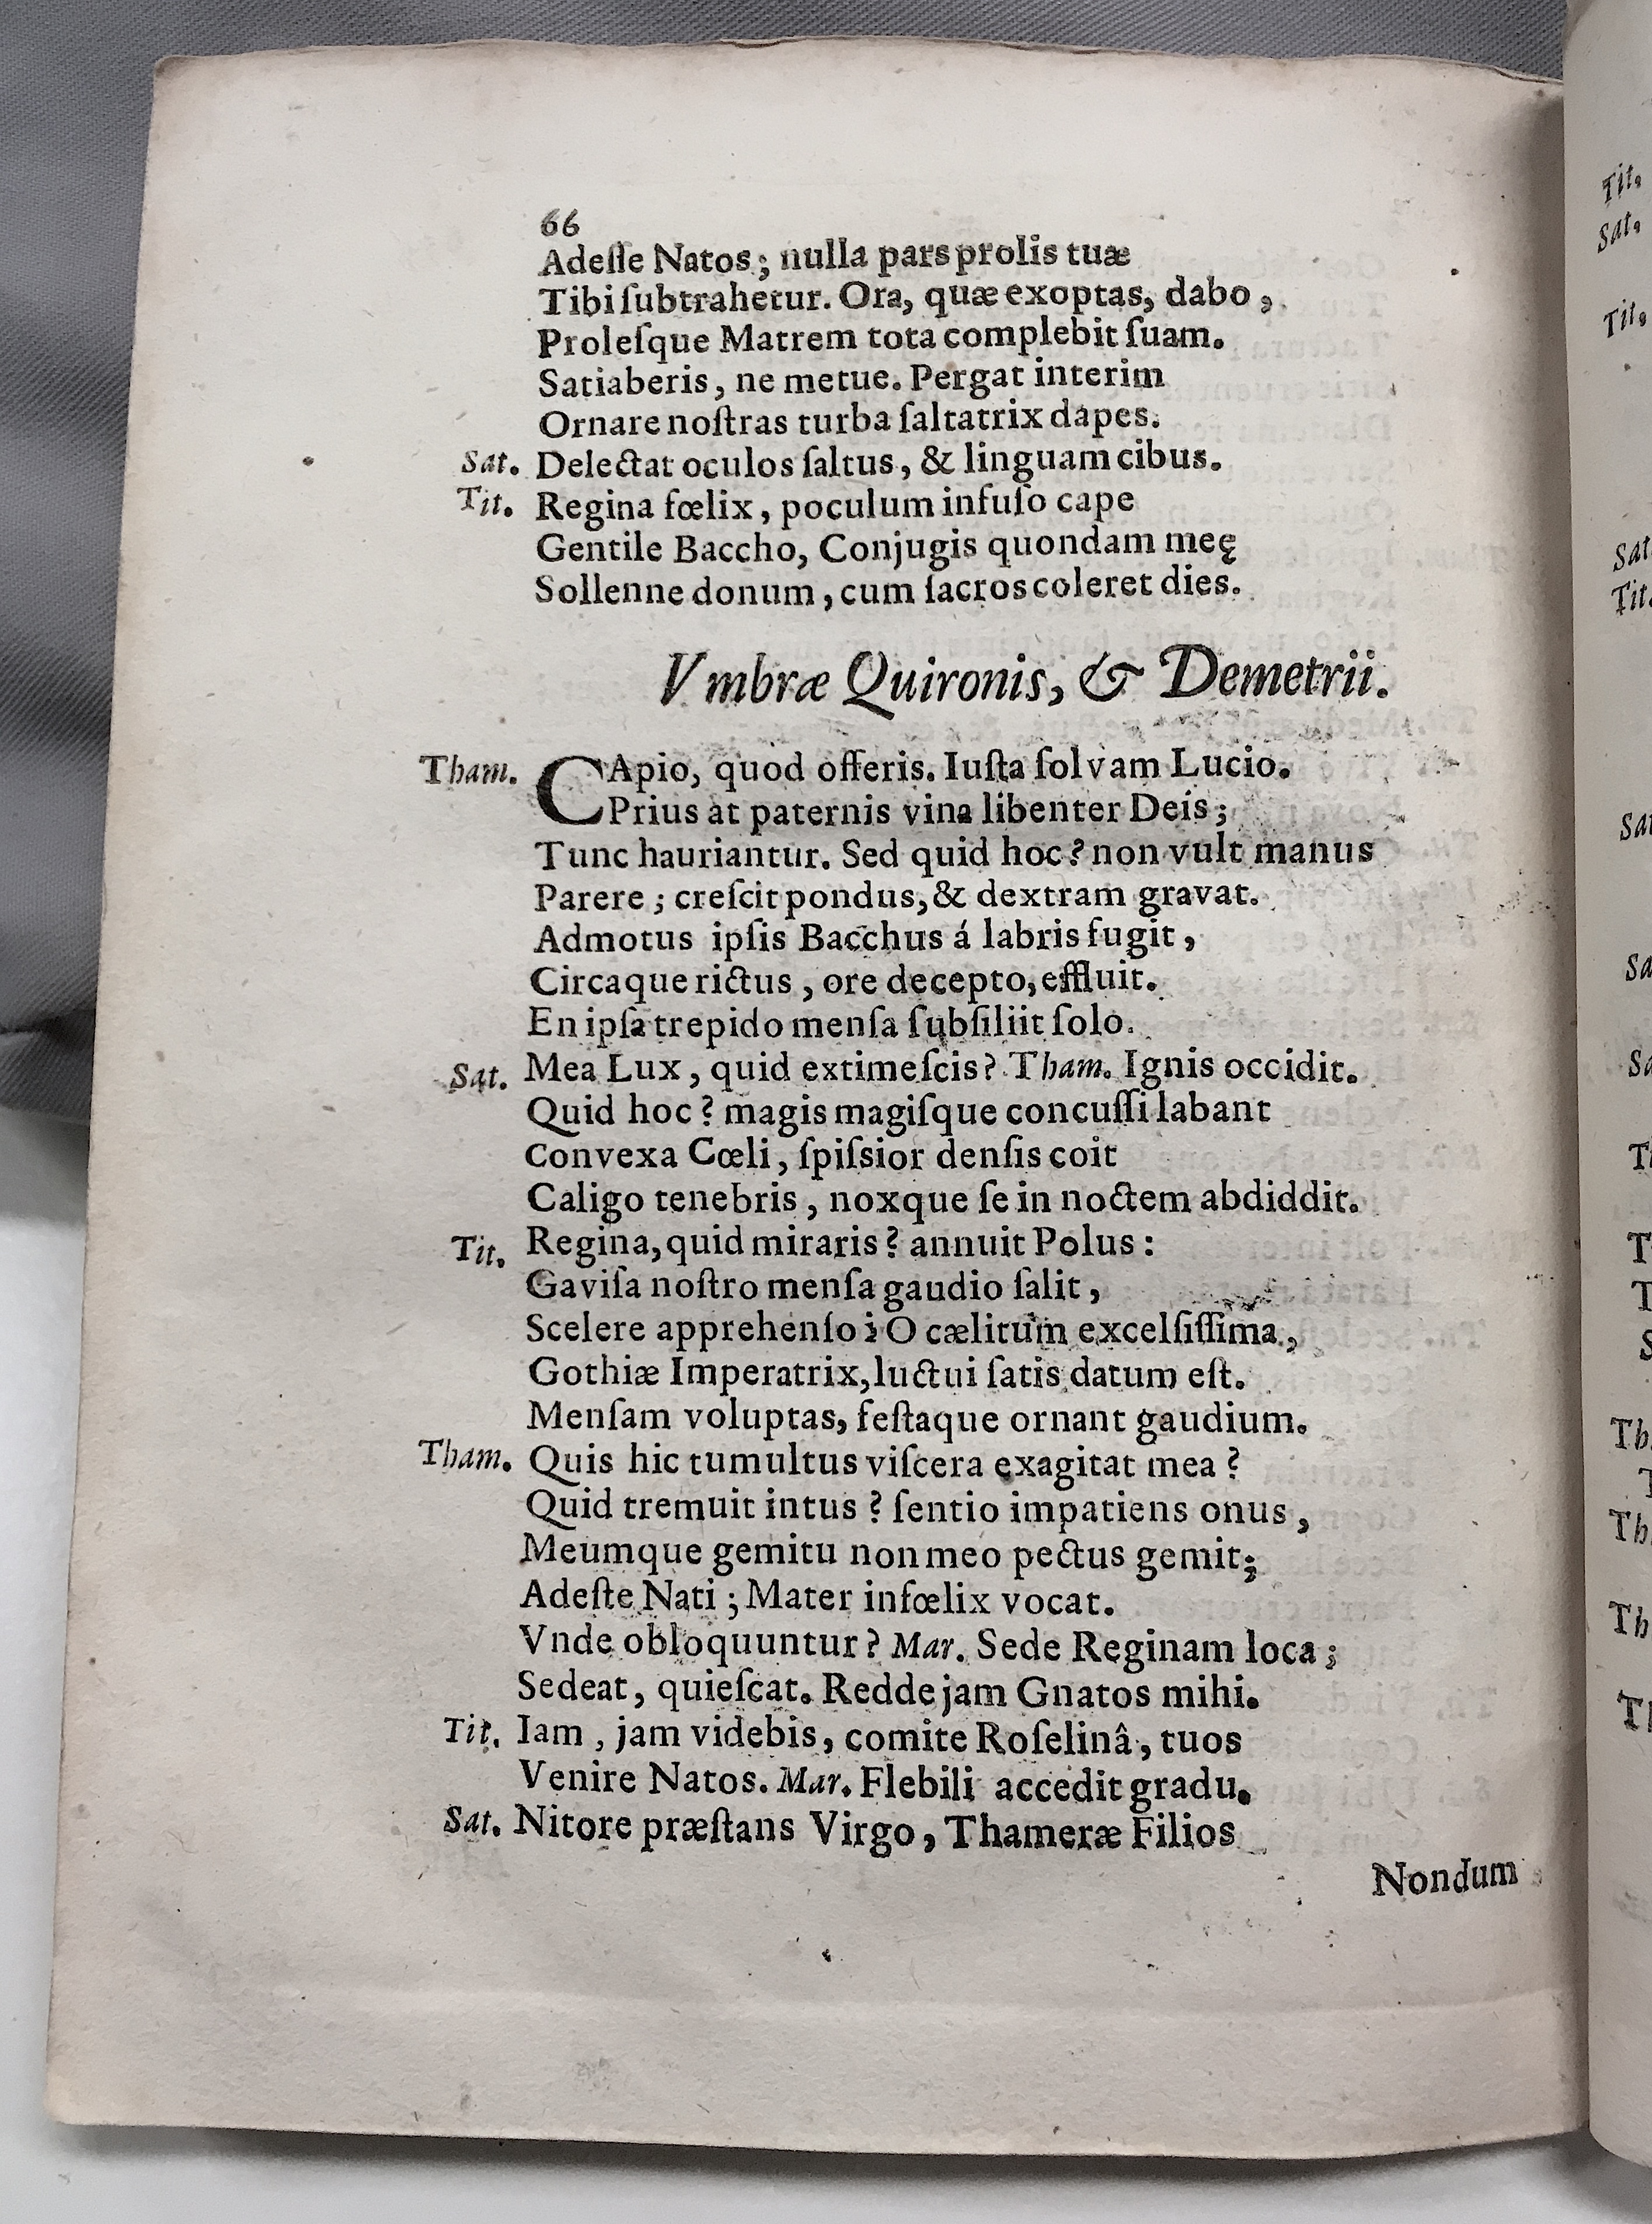 66
Adesse Natos; nulla pars prolis tuæ
Tibi ſubtrahetur. Ora, quæ exoptas, dabo,
Proleſque Matrem tota complebit ſuam.
Satiaberis, ne metue. Pergat interim
Ornare noſtras turba ſaltatrix dapes.
Sat. Delectat oculos ſaltus, & linguam cibus.
Tit. Regina fœlix, poculum infuſo cape
Gentile Baccho, Conjugis quondam meę
Sollenne donum, cum ſacros coleret dies.
Vmbræ Quironis, & Demetrii.
Tham. CApio, quod offeris. Iuſta ſolvam Lucio.
Prius at paternis vina libenter Deis;
Tunc hauriantur. Sed quid hoc? non vult manus
Parere; creſcit pondus, & dextram gravat.
Admotus ipſis Bacchus á labris fugit,
Circaque rictus, ore decepto, effluit.
En ipſa trepido menſa ſubſiliit ſolo.
Sat. Mea Lux, quid extimeſcis? Tham. Ignis occidit.
Quid hoc? magis magiſque concuſſi labant
Convexa Cœli, ſpiſsior denſis coit
Caligo tenebris, noxque ſe in noctem abdiddit.
Tit. Regina, quid miraris? annuit Polus:
Gaviſa noſtro menſa gaudio ſalit,
Scelere apprehenſo; O cælitum excelſiſſima,
Gothiæ Imperatrix, luctui ſatis datum eſt.
Menſam voluptas, feſtaque ornant gaudium.
Tham. Quis hic tumultus viſcera exagitat mea?
Quid tremuit intus? ſentio impatiens onus,
Meumque gemitu non meo pectus gemit;
Adeſte Nati; Mater infœlix vocat.
Vnde obloquuntur? Mar. Sede Reginam loca;
Sedeat, quieſcat. Redde jam Gnatos mihi.
Tit. Iam, jam videbis, comite Roſelinâ, tuos
Venire Natos. Mar. Flebili accedit gradu.
Sat. Nitore præſtans Virgo, Thameræ Filios
Nondum
Tit.
Sat.
Tit.
Sat.
Tit.